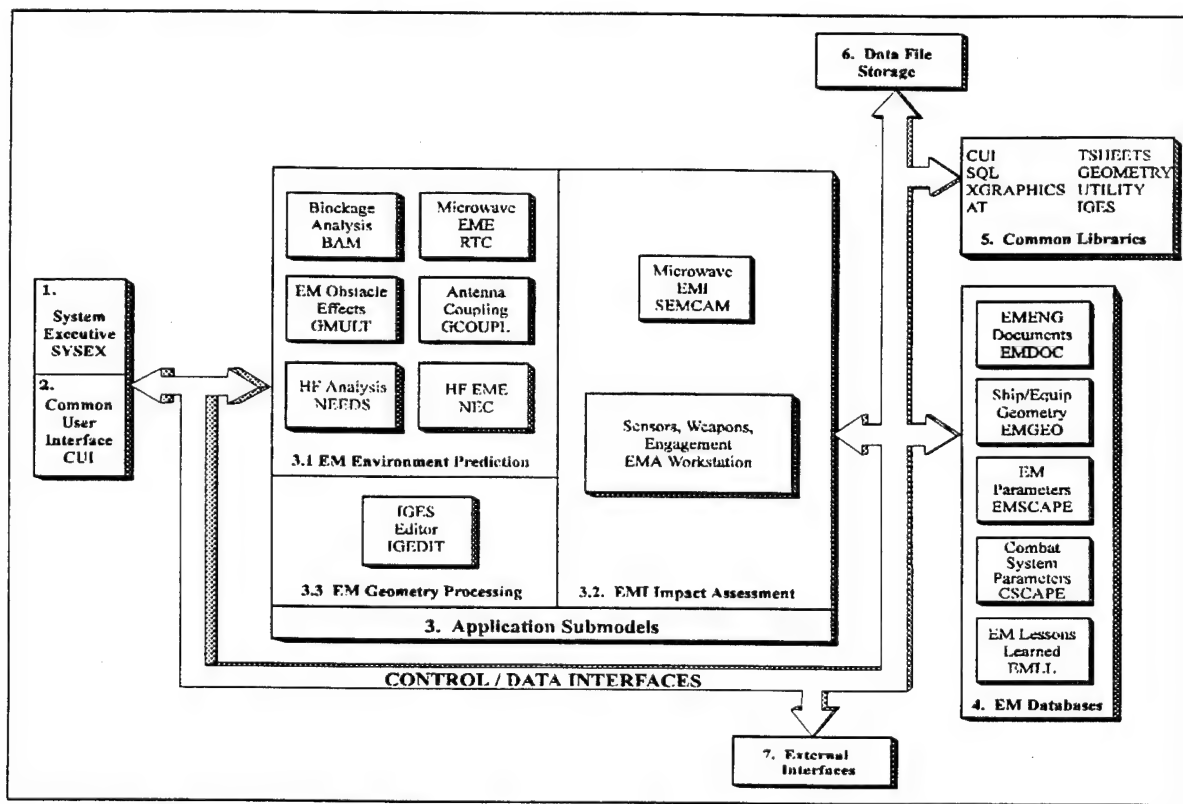 6. Data File
Storage
CUI TSHEETS
SQL GEOMETRY
XGRAPHICS UTILITY
AT IGES
5. Common Libraries
1.
System
Executive
SYSEX
2.
Common
User
Interface
CUI
Blockage
Analysis
BAM
Microwave
EME
RTC
EM Obstacle
Effects
GMULT
Antenna
Coupling
GCOUPL
HF Analysis
NEEDS
HF EME
NEC
3.1 EM Environment Prediction
IGES
Editor
IGEDIT
3.3 EM Geometry Processing
Microwave
EMI
SEMCAM
Sensors, Weapons,
Engagement
EMA Workstation
3.2. EMI Impact Assessment
3. Application Submodels
EMENG
Documents
EMDOC
Ship/Equip
Geometry
EMGEO
EM
Parameters
EMSCAPE
Combat
System
Parameters
CSCAPE
EM Lessons
Learned
EMLL
4. EM Databases
CONTROL / DATA INTERFACES
7. External
Interfaces